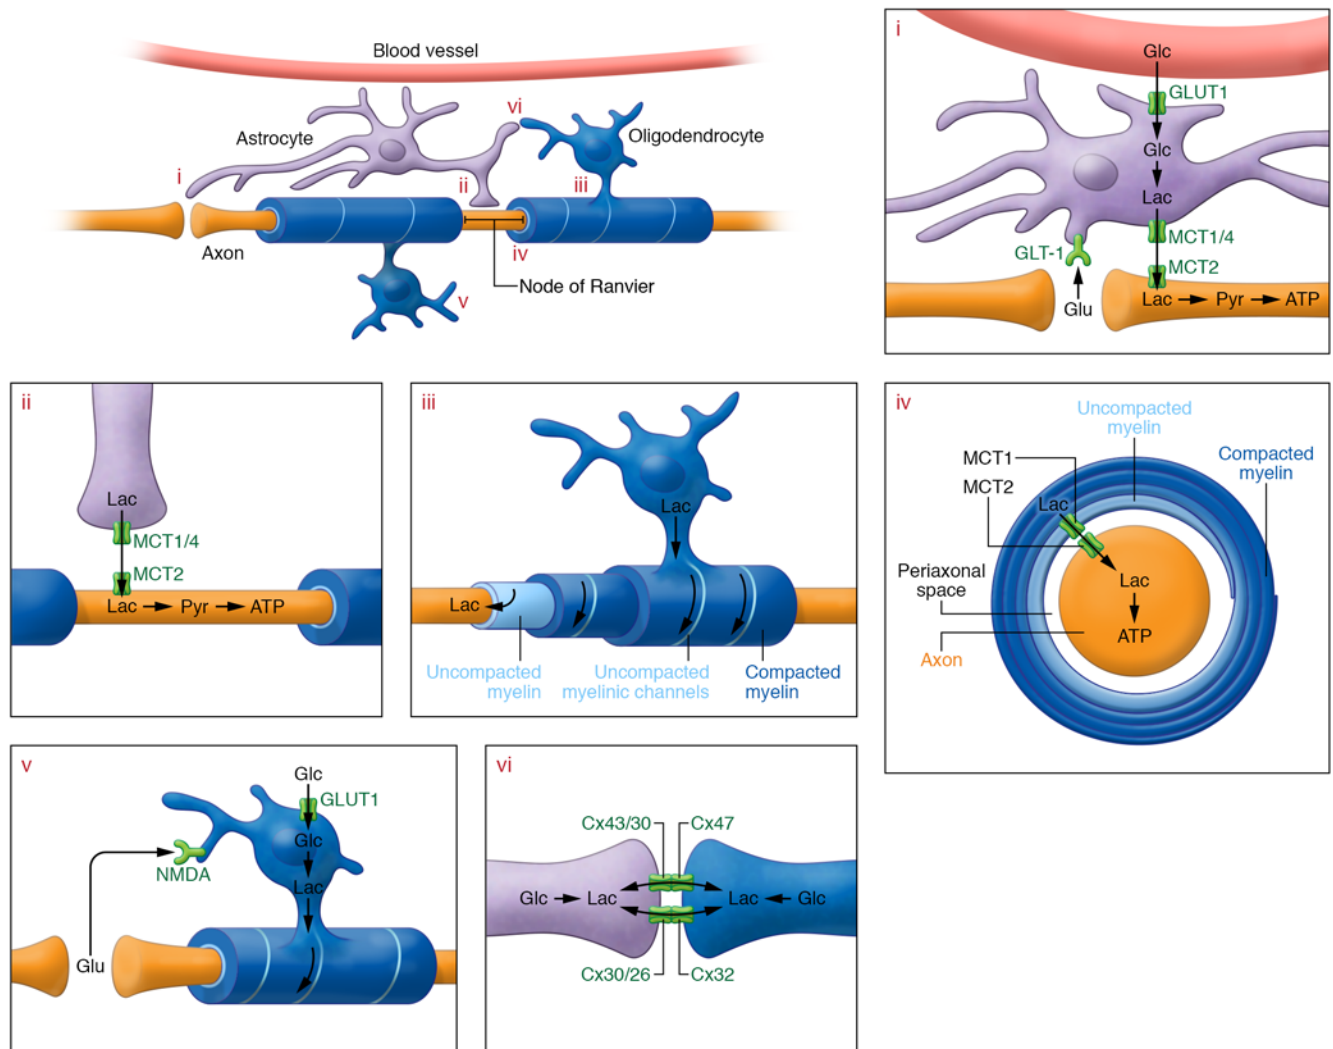 Blood vessel
Astrocyte
vi
Oligodendrocyte
i
ii
iii
Axon
iv
Node of Ranvier
v
i
Glc
GLUT1
Glc
Lac
MCT1/4
GLT-1
MCT2
Glu
Lac
Pyr
ATP
ii
Lac
MCT1/4
MCT2
Lac
Pyr
ATP
iii
Lac
Lac
Uncompacted
myelin
Uncompacted
myelinic channels
Compacted
myelin
iv
Uncompacted
myelin
MCT1
MCT2
Compacted
myelin
Lac
Periaxonal
space
Lac
ATP
Axon
v
Glc
GLUT1
Glc
NMDA
Lac
Glu
vi
Cx43/30
Cx47
Glc
Lac
Lac
Glc
Cx30/26
Cx32